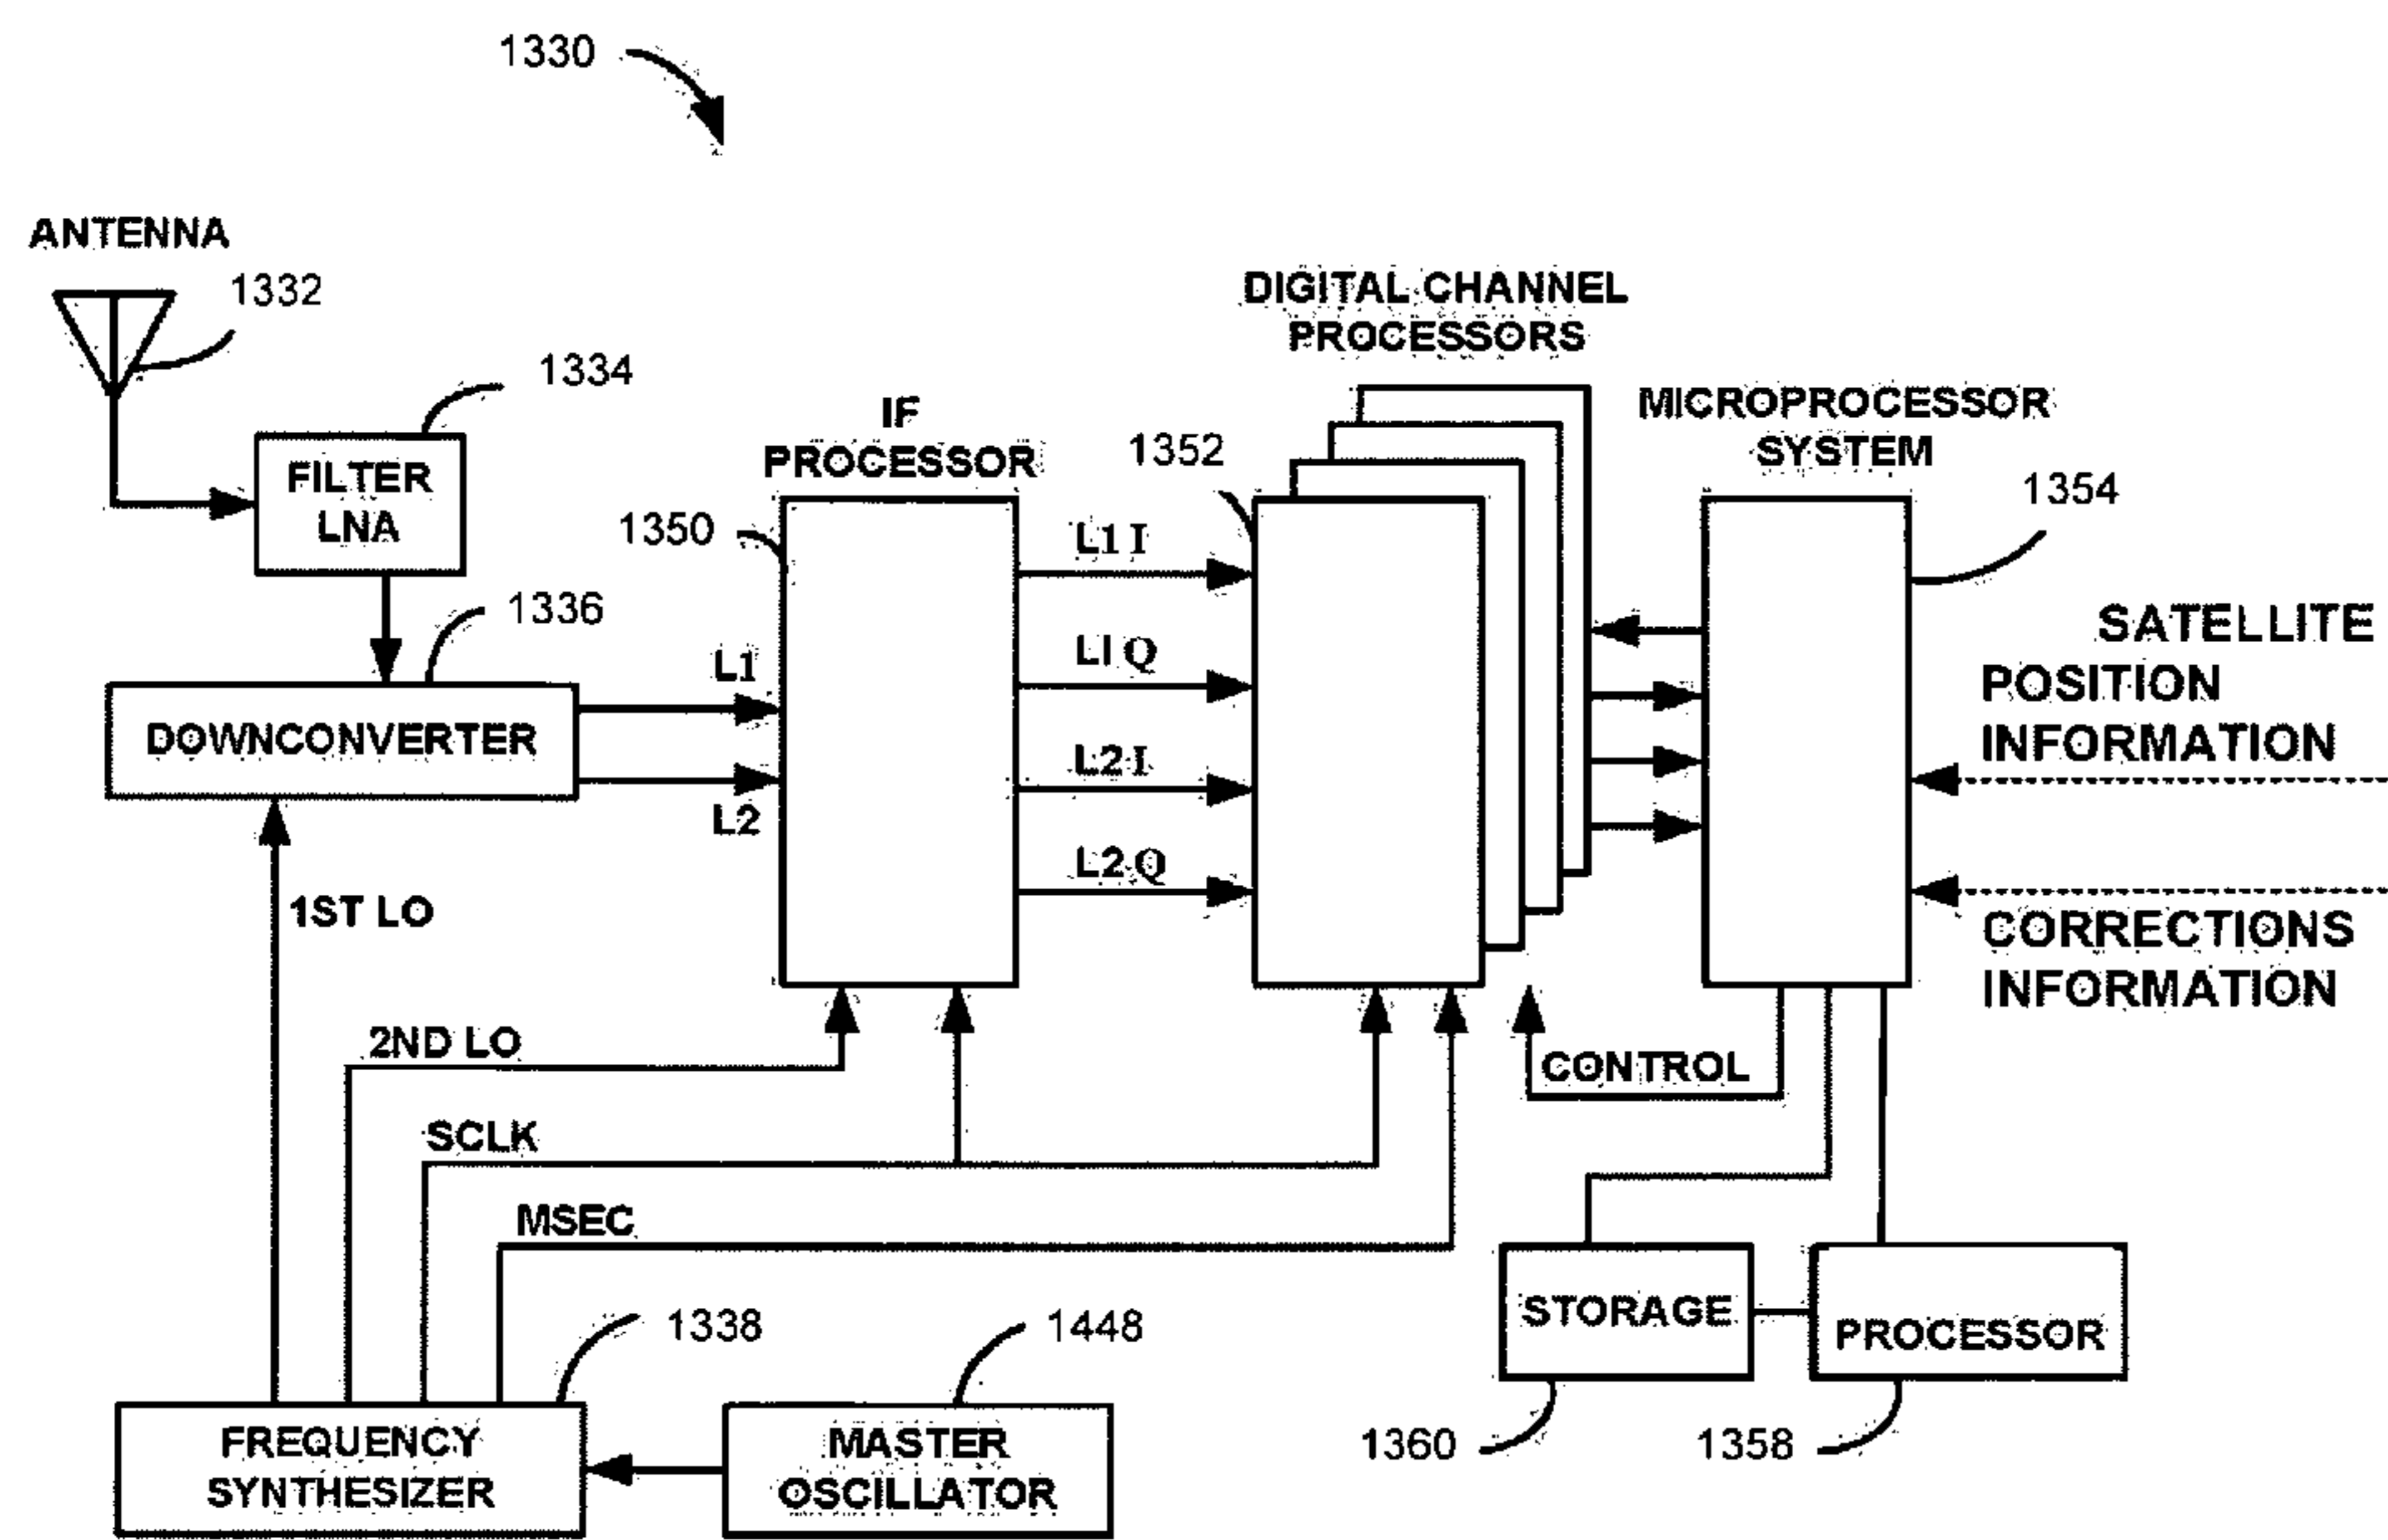 1330
ANTENNA
1332
1334
FILTER
LNA
1336
DOWNCONVERTER
L1
L2
1ST LO
2ND LO
SCLK
MSEC
IF
PROCESSOR
1350
L1 I
LI Q
L2 I
L2 Q
DIGITAL CHANNEL
PROCESSORS
1352
MICROPROCESSOR
SYSTEM
1354
SATELLITE
POSITION
INFORMATION
CORRECTIONS
INFORMATION
CONTROL
STORAGE
PROCESSOR
1360
1358
1338
1448
FREQUENCY
SYNTHESIZER
MASTER
OSCILLATOR